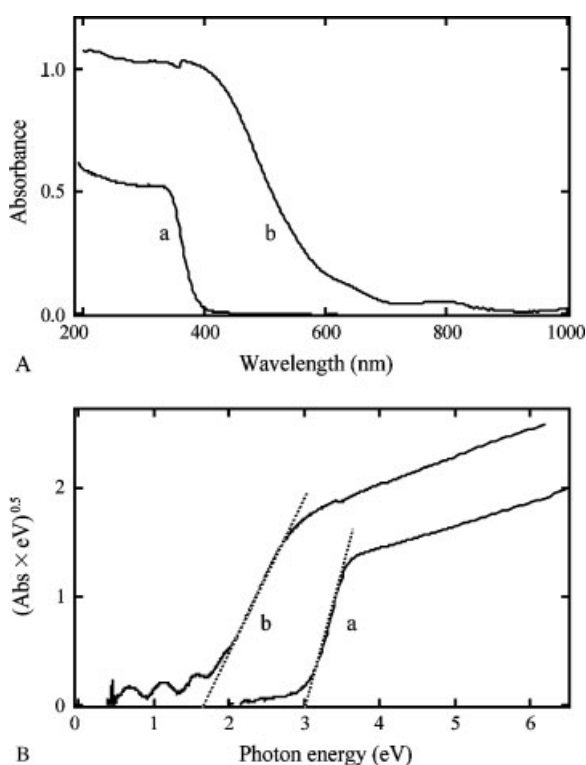 1.0
Absorbance
0.5
a
b
0.0
200 400 600 800 1000
A
Wavelength (nm)
2
(Abs × eV)0.5
1
b
a
0
0 1 2 3 4 5 6
B
Photon energy (eV)